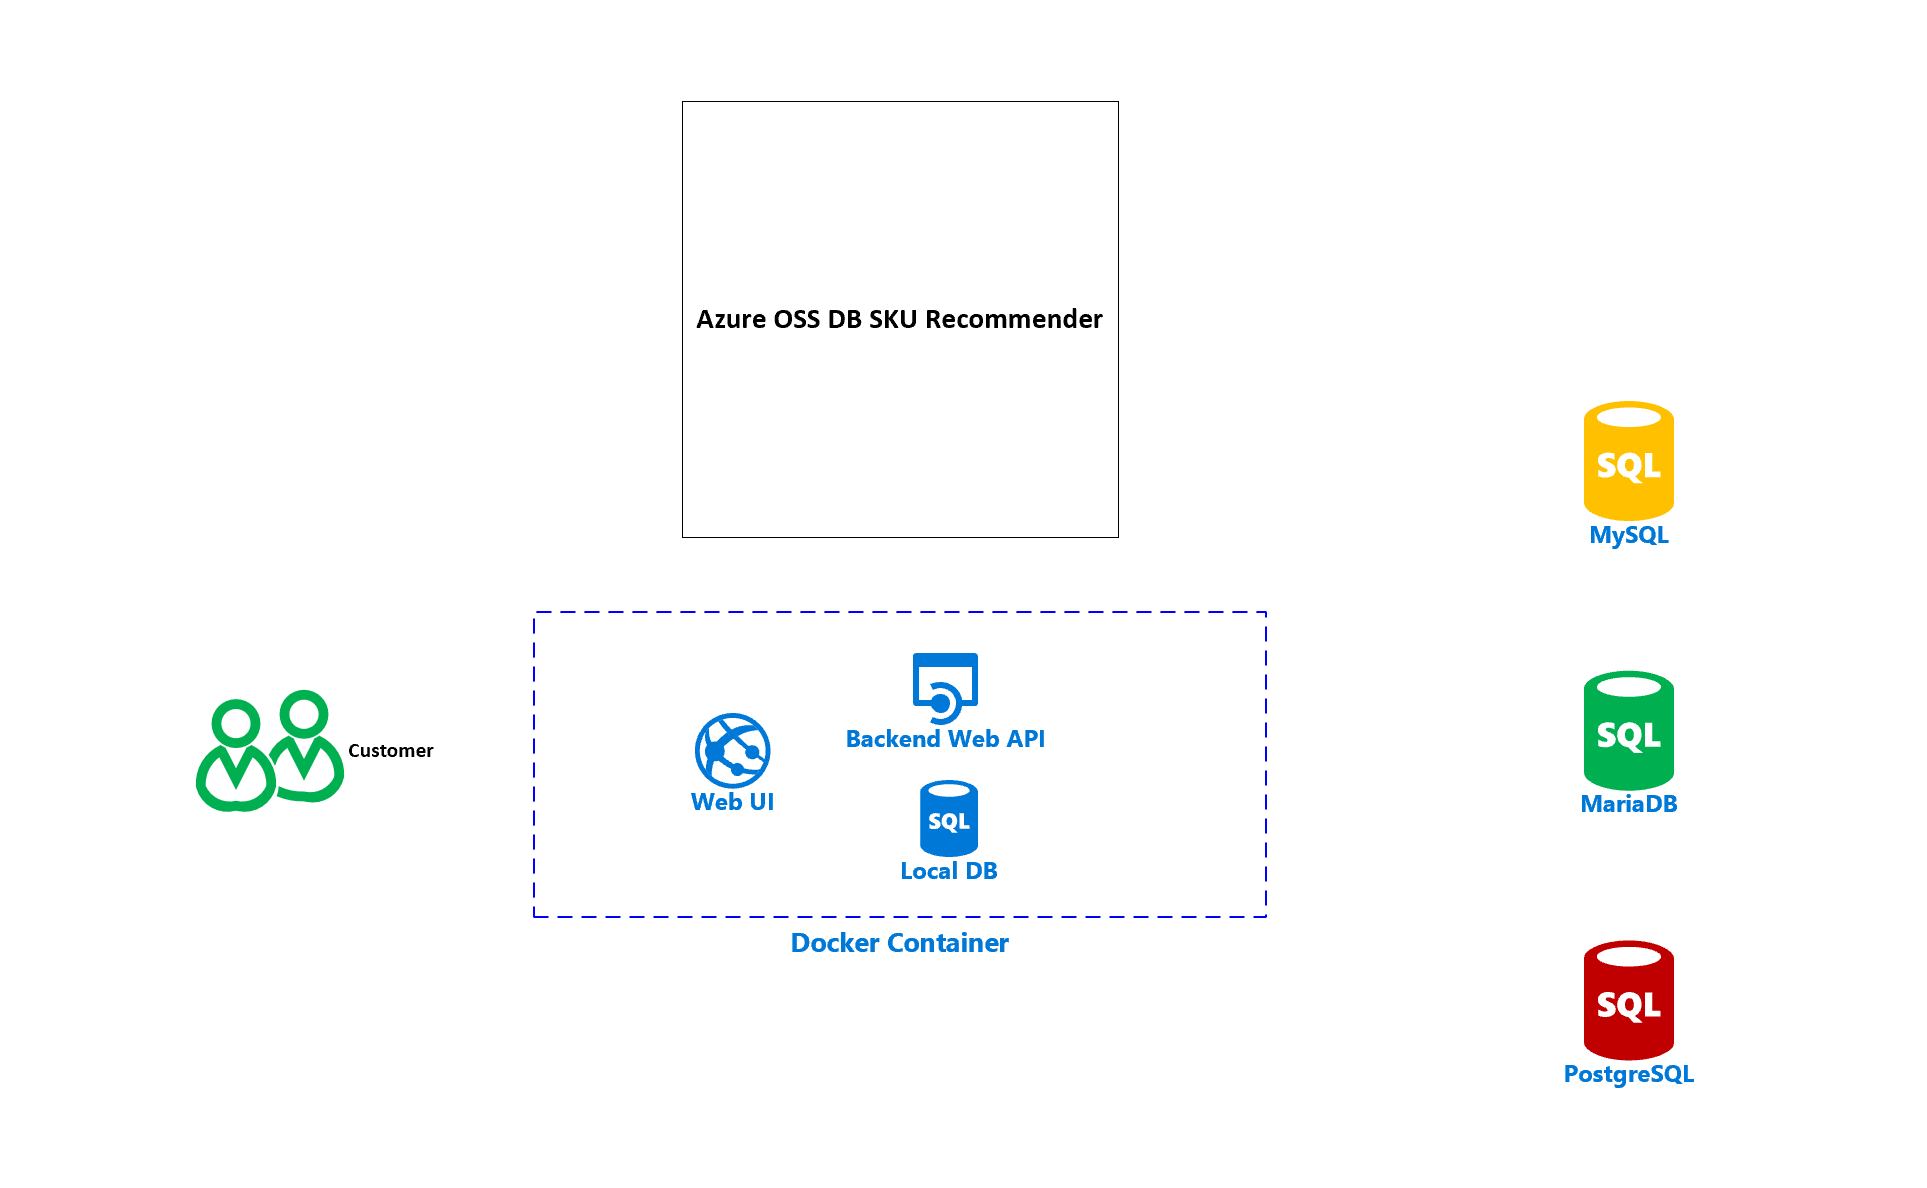 Azure OSS DB SKU Recommender
SQL
MySQL
Customer
Backend Web API
Web UI
SQL
Local DB
Docker Container
SQL
MariaDB
SQL
PostgreSQL